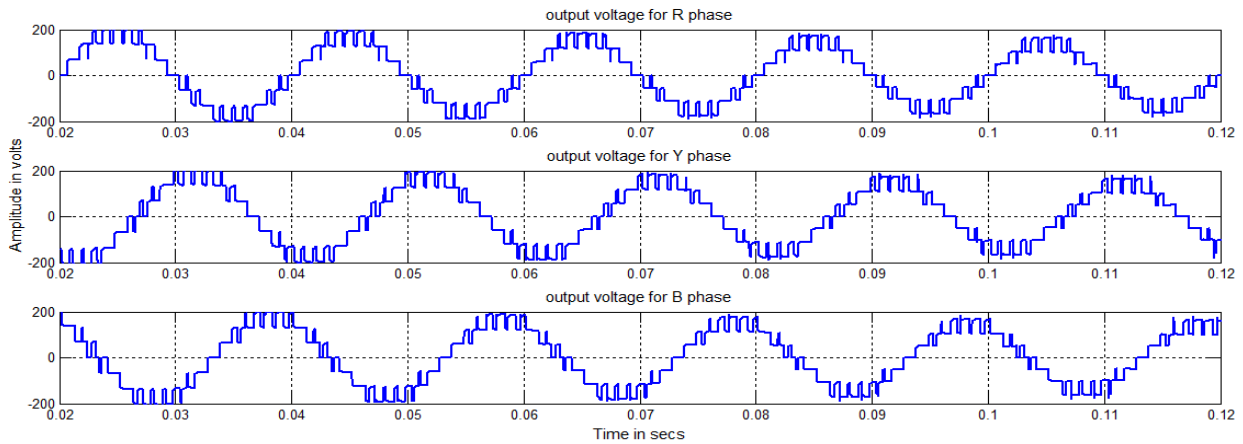 output voltage for R phase
200
0
-200
0.02 0.03 0.04 0.05 0.06 0.07 0.08 0.09 0.1 0.11 0.12
output voltage for Y phase
Amplitude in volts
200
0
-200
0.02 0.03 0.04 0.05 0.06 0.07 0.08 0.09 0.1 0.11 0.12
output voltage for B phase
200
0
-200
0.02 0.03 0.04 0.05 0.06 0.07 0.08 0.09 0.1 0.11 0.12
Time in secs